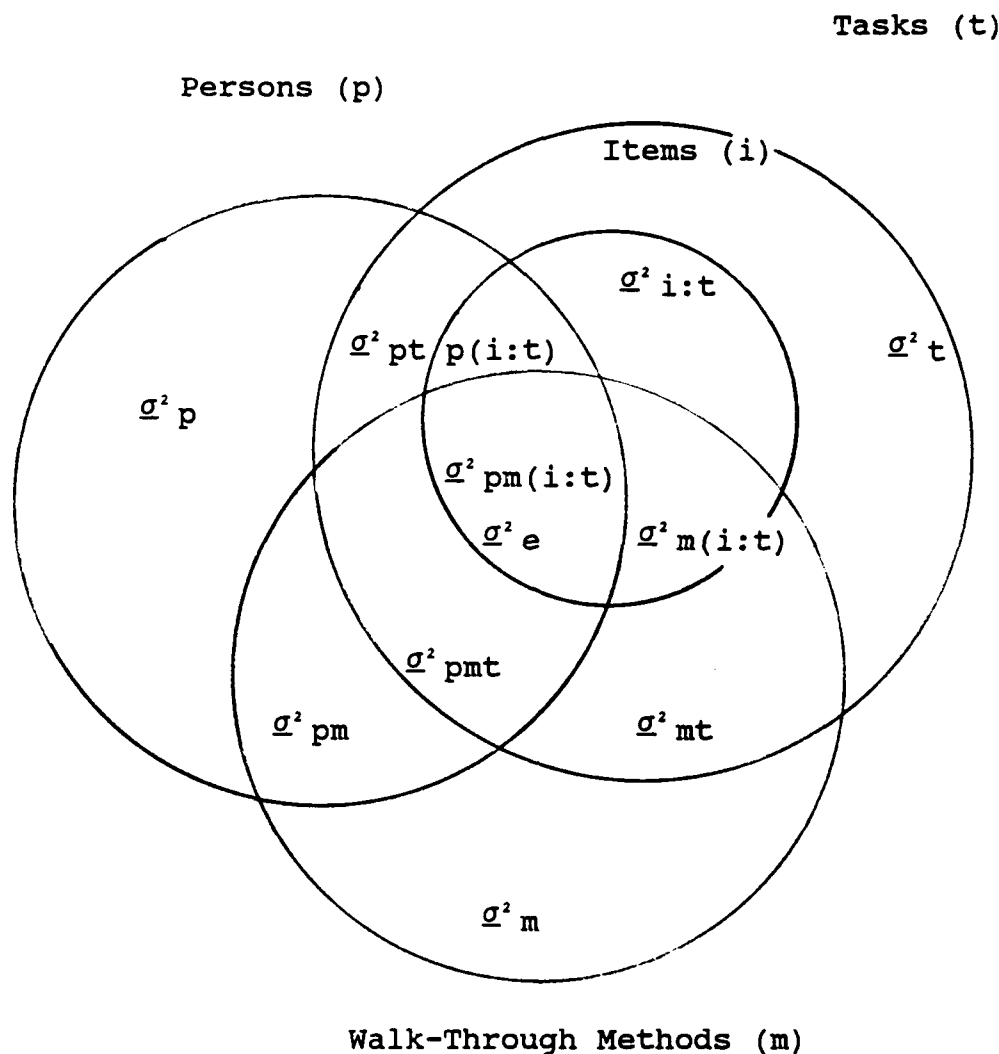 Tasks (t)
Persons (p)
Items (i)
σ² i:t
σ² pt p(i:t)
σ² t
σ² p
σ² pm(i:t)
σ² e
σ² m(i:t)
σ² pmt
σ² pm
σ² mt
σ² m
Walk-Through Methods (m)